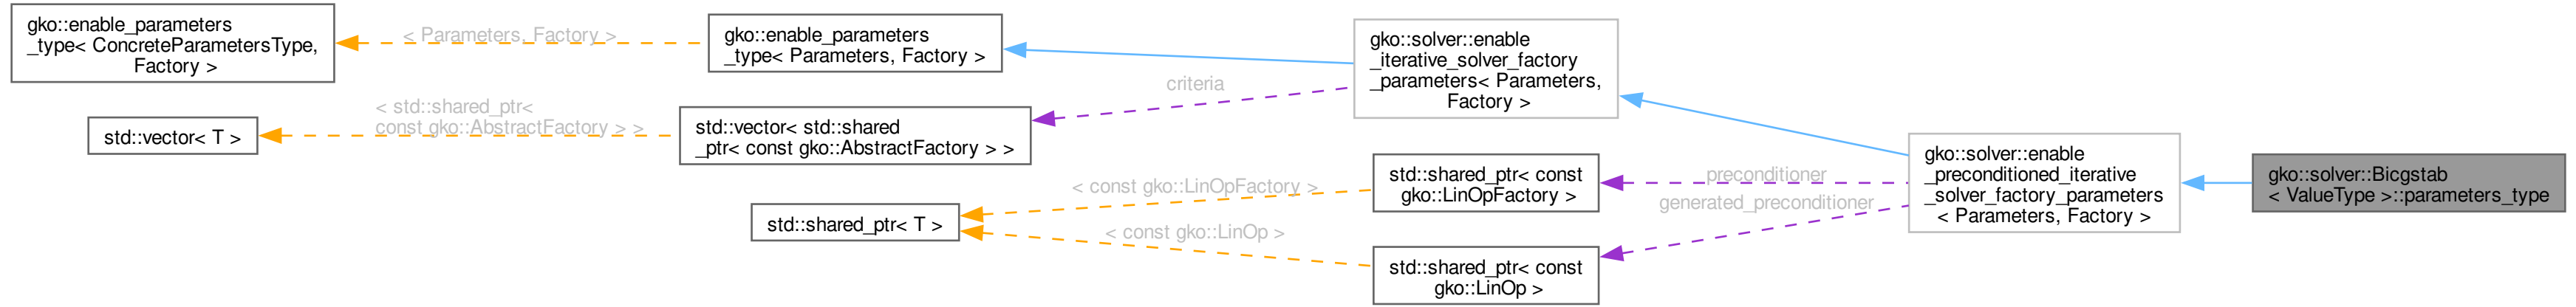 gko::enable_parameters
_type< ConcreteParametersType,
Factory >
< Parameters, Factory >
gko::enable_parameters
_type< Parameters, Factory >
gko::solver::enable
_iterative_solver_factory
_parameters< Parameters,
Factory >
criteria
std::vector< T >
< std::shared_ptr<
const gko::AbstractFactory > >
std::vector< std::shared
_ptr< const gko::AbstractFactory > >
std::shared_ptr< T >
< const gko::LinOpFactory >
< const gko::LinOp >
std::shared_ptr< const
gko::LinOpFactory >
std::shared_ptr< const
gko::LinOp >
preconditioner
generated_preconditioner
gko::solver::enable
_preconditioned_iterative
_solver_factory_parameters
< Parameters, Factory >
gko::solver::Bicgstab
< ValueType >::parameters_type